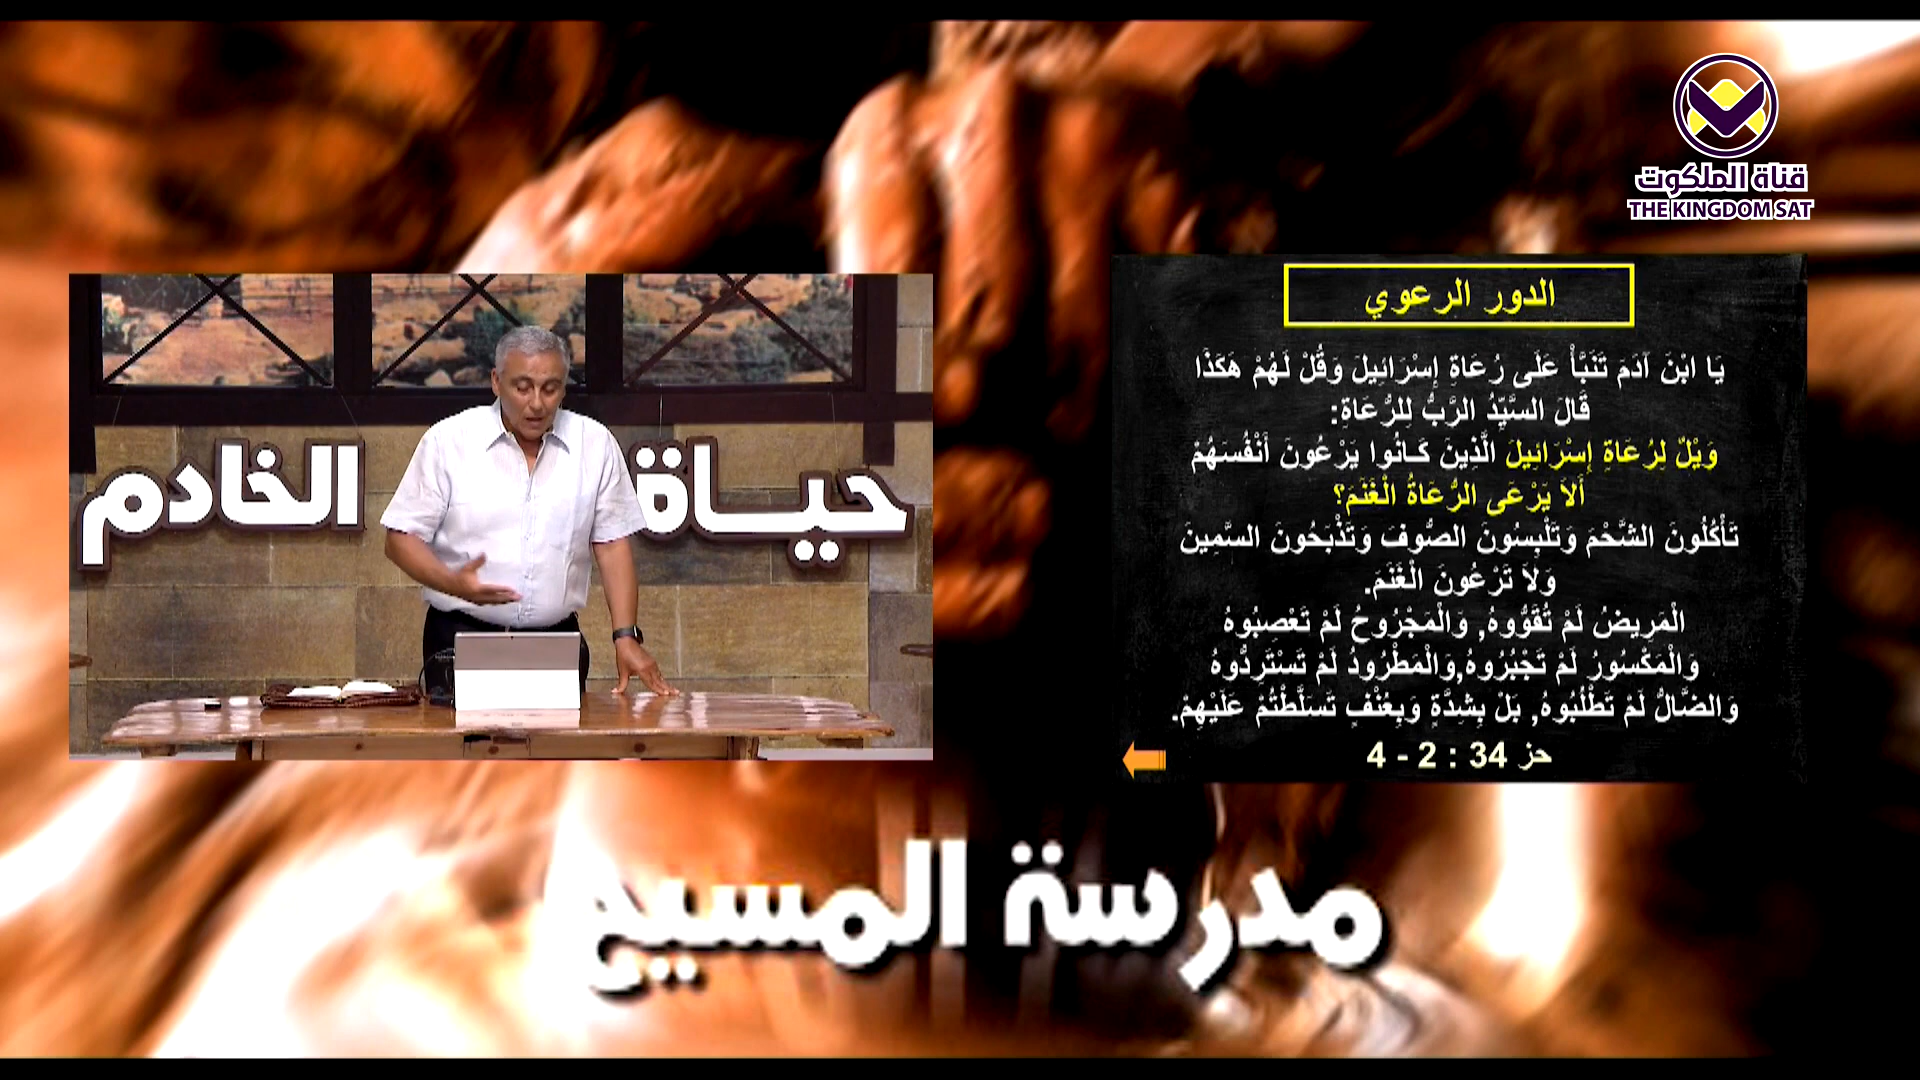 قناة الملكوت
THE KINGDOM SAT
الدور الرعوي
يَا ابْنَ آدَمَ تَنَبَّأْ عَلَى رُعَاةِ إِسْرَائِيلَ وَقُلْ لَهُمْ هَكَذَا
قَالَ السَّيِّدُ الرَّبُّ لِلرُّعَاةِ:
وَيْلٌ لِرُعَاةِ إِسْرَائِيلَ الَّذِينَ كَانُوا يَرْعُونَ أَنْفُسَهُمْ
أَلاَ يَرْعَى الرُّعَاةُ الْغَنَمَ؟
تَأْكُلُونَ الشَّحْمَ وَتَلْبِسُونَ الصُّوفَ وَتَذْبَحُونَ السَّمِينَ
وَلاَ تَرْعُونَ الْغَنَمَ.
الْمَرِيضُ لَمْ تُقَوُّوهُ, وَالْمَجْرُوحُ لَمْ تَعْصِبُوهُ
وَالْمَكْسُورُ لَمْ تَجْبُرُوهُ,وَالْمَطْرُودُ لَمْ تَسْتَرِدُّوهُ
وَالضَّالُّ لَمْ تَطْلُبُوهُ, بَلْ بِشِدَّةٍ وَبِعُنْفٍ تَسَلَّطْتُمْ عَلَيْهِمْ.
حز 34 : 2 - 4
حياة الخادم
مدرسة المسيح